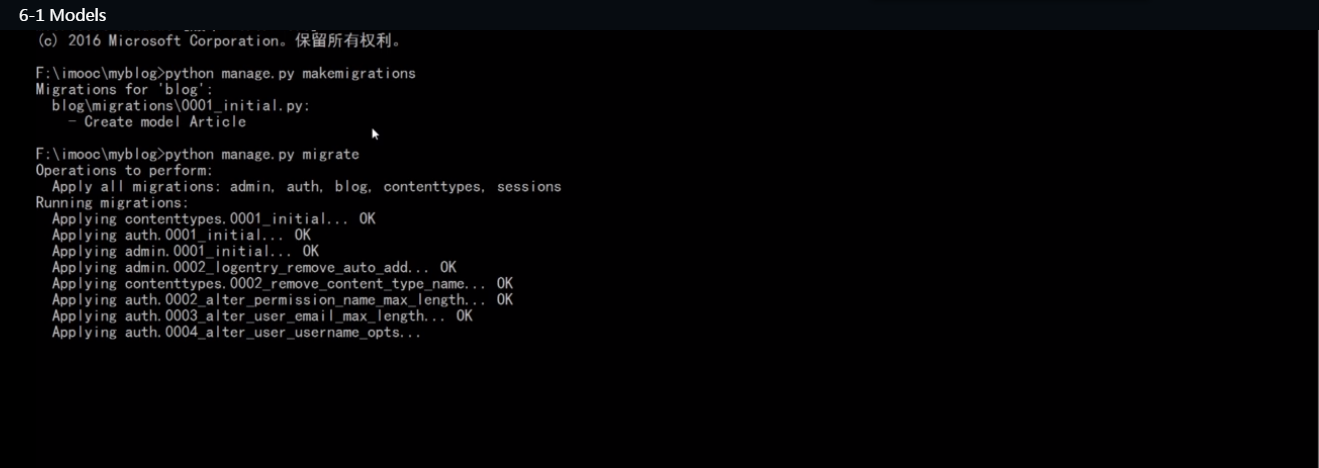 6-1 Models
(c) 2016 Microsoft Corporation。保留所有权利。
F:\imooc\myblog>python manage.py makemigrations
Migrations for 'blog':
blog\migrations\0001_initial.py:
- Create model Article
F:\imooc\myblog>python manage.py migrate
Operations to perform:
Apply all migrations: admin, auth, blog, contenttypes, sessions
Running migrations:
Applying contenttypes.0001_initial... OK
Applying auth.0001_initial... OK
Applying admin.0001_initial... OK
Applying admin.0002_logentry_remove_auto_add... OK
Applying contenttypes.0002_remove_content_type_name... OK
Applying auth.0002_alter_permission_name_max_length... OK
Applying auth.0003_alter_user_email_max_length... OK
Applying auth.0004_alter_user_username_opts...